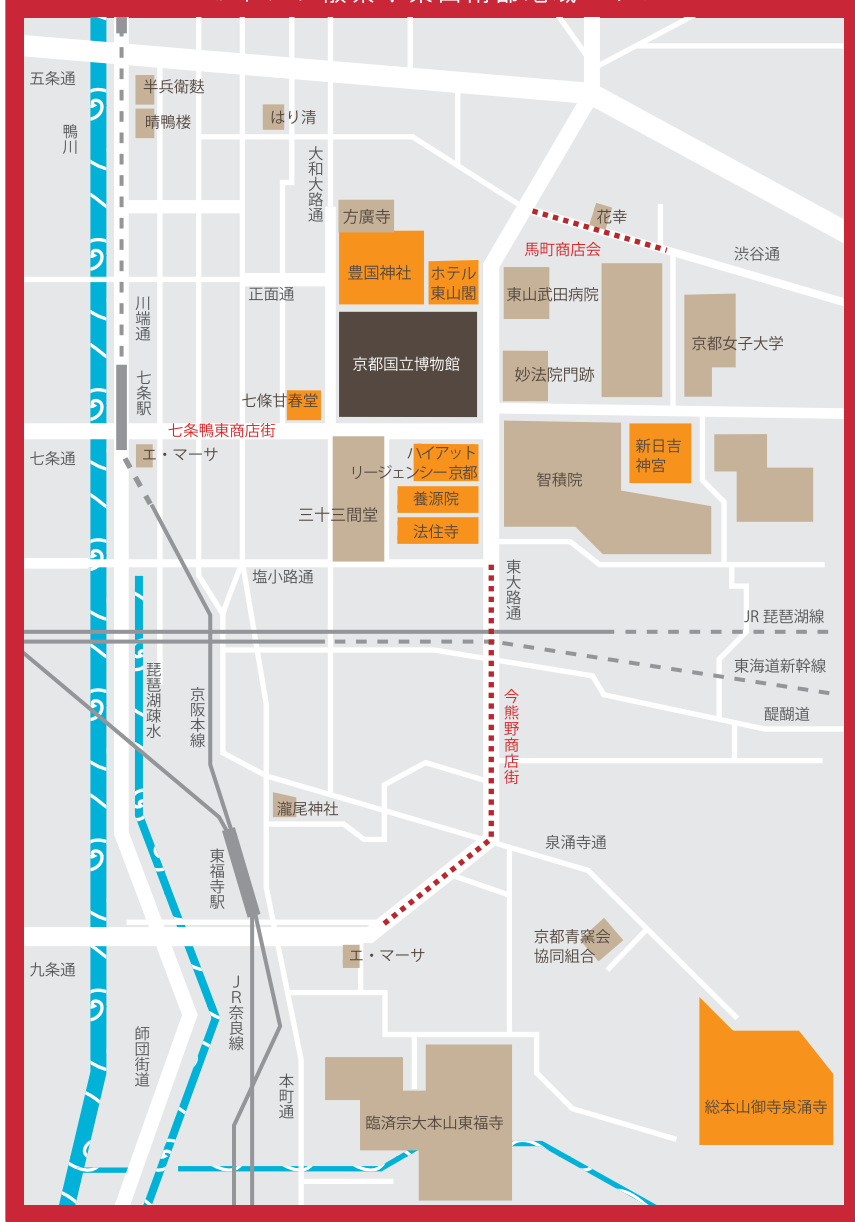 五条通
半兵衛麩
晴鴨楼
はり清
鴨川
大和大路通
方廣寺
花幸
馬町商店会
渋谷通
豊国神社
ホテル
東山閣
正面通
川端通
東山武田病院
京都女子大学
京都国立博物館
妙法院門跡
七条駅
七條甘春堂
七条鴨東商店街
七条通
エ・マーサ
ハイアット
リージェンシー京都
新日吉
神宮
智積院
養源院
三十三間堂
法住寺
塩小路通
東大路通
JR 琵琶湖線
東海道新幹線
琵琶湖疎水
京阪本線
今熊野商店街
醍醐道
瀧尾神社
泉涌寺通
東福寺駅
京都青窯会
協同組合
エ・マーサ
九条通
JR奈良線
師団街道
本町通
総本山御寺泉涌寺
臨済宗大本山東福寺